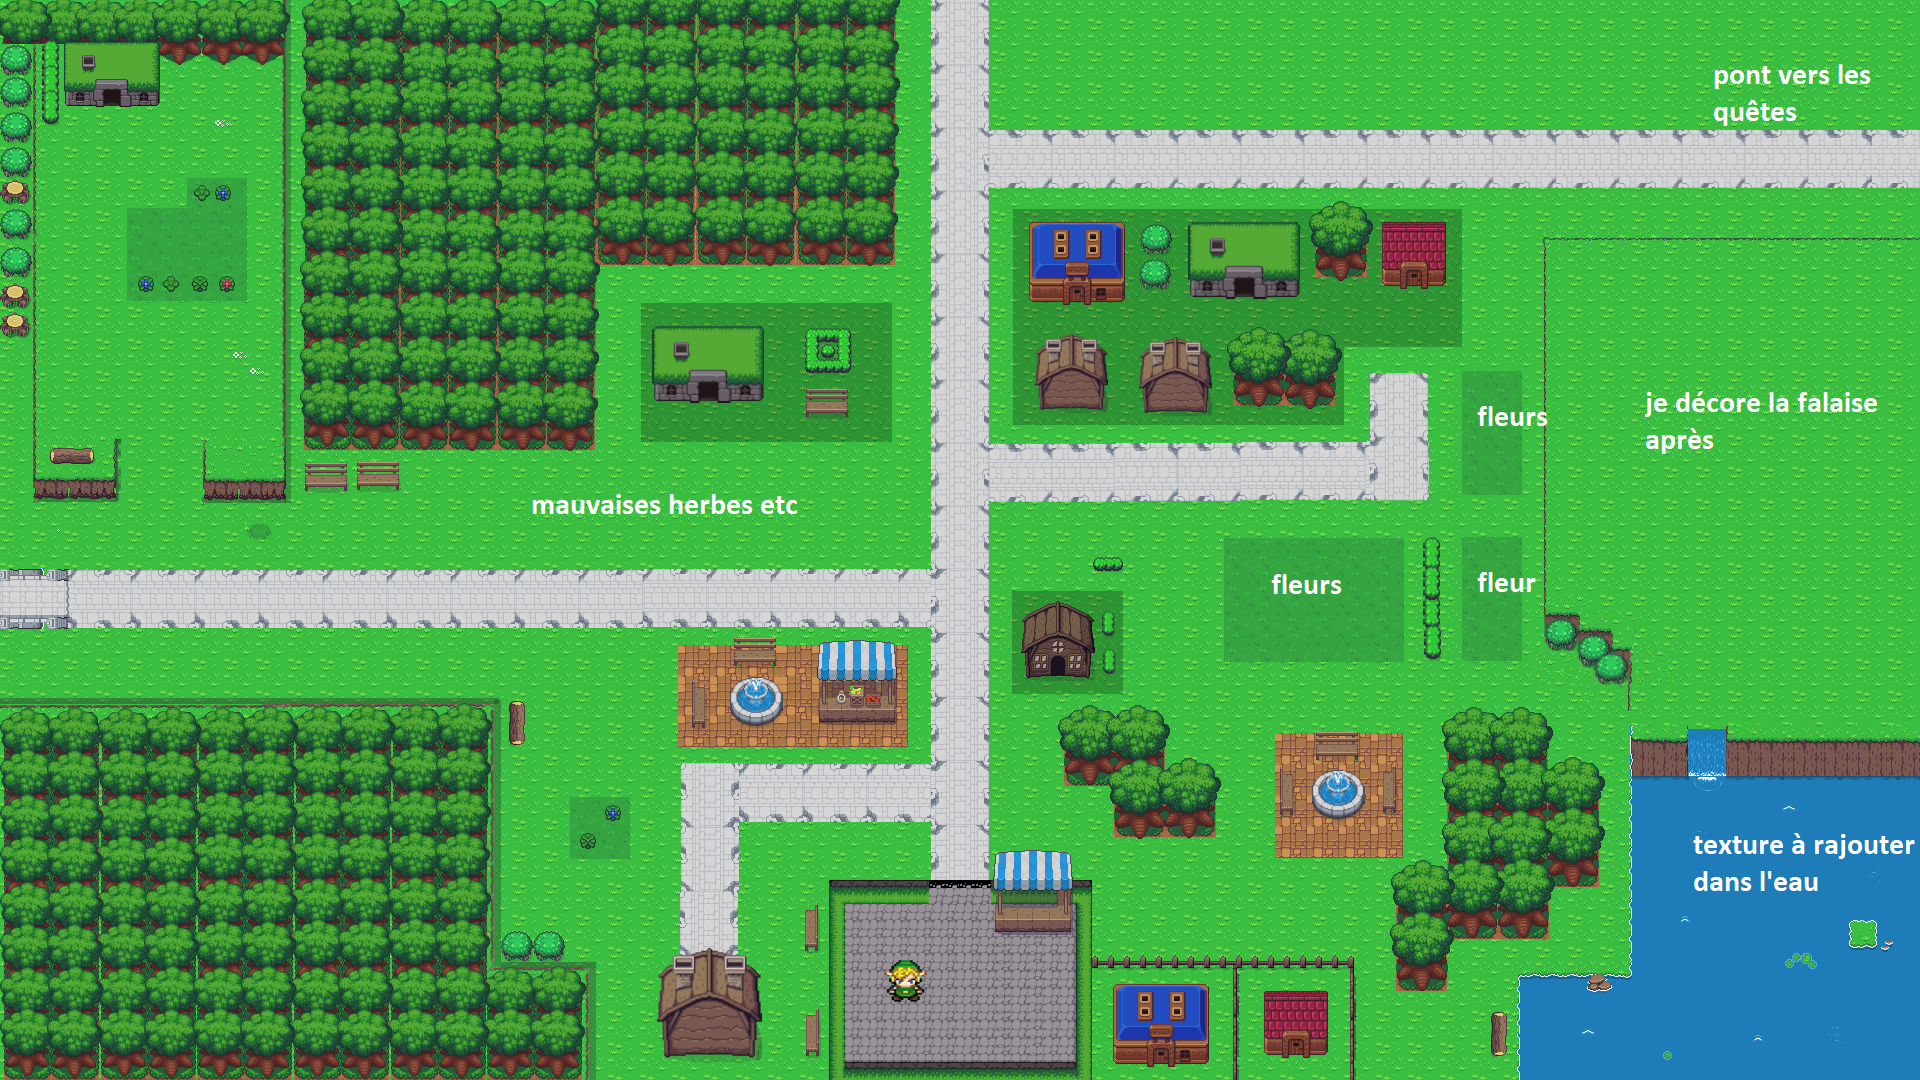 pont vers les
quêtes
je décore la falaise
après
fleurs
mauvaises herbes etc
fleurs
fleur
texture à rajouter
dans l'eau